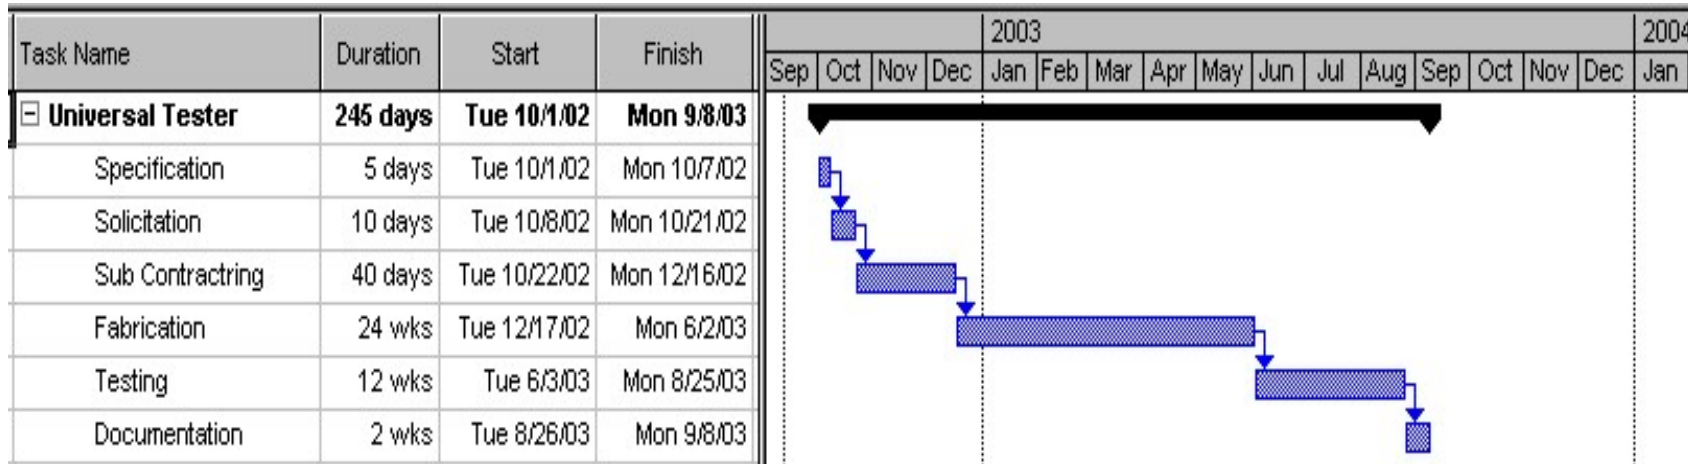 2003 2004
Task Name Duration Start Finish
Sep Oct Nov Dec Jan Feb Mar Apr May Jun Jul Aug Sep Oct Nov Dec Jan
Universal Tester 245 days Tue 10/1/02 Mon 9/8/03
Specification 5 days Tue 10/1/02 Mon 10/7/02
Solicitation 10 days Tue 10/8/02 Mon 10/21/02
Sub Contractring 40 days Tue 10/22/02 Mon 12/16/02
Fabrication 24 wks Tue 12/17/02 Mon 6/2/03
Testing 12 wks Tue 6/3/03 Mon 8/25/03
Documentation 2 wks Tue 8/26/03 Mon 9/8/03